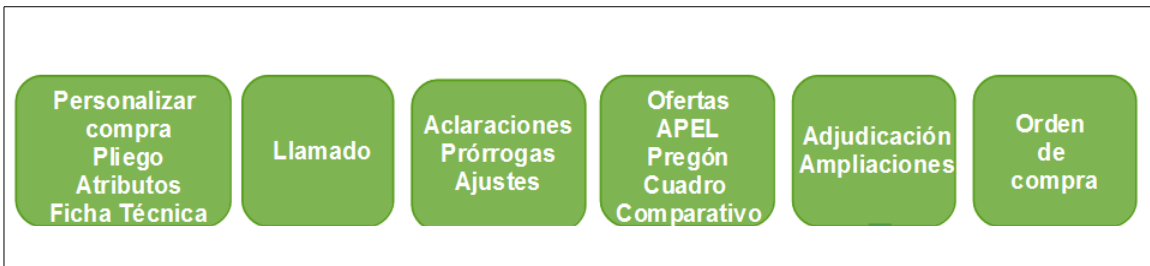 Personalizar
compra
Pliego
Atributos
Ficha Técnica
Llamado
Aclaraciones
Prórrogas
Ajustes
Ofertas
APEL
Pregón
Cuadro
Comparativo
Adjudicación
Ampliaciones
Orden
de
compra